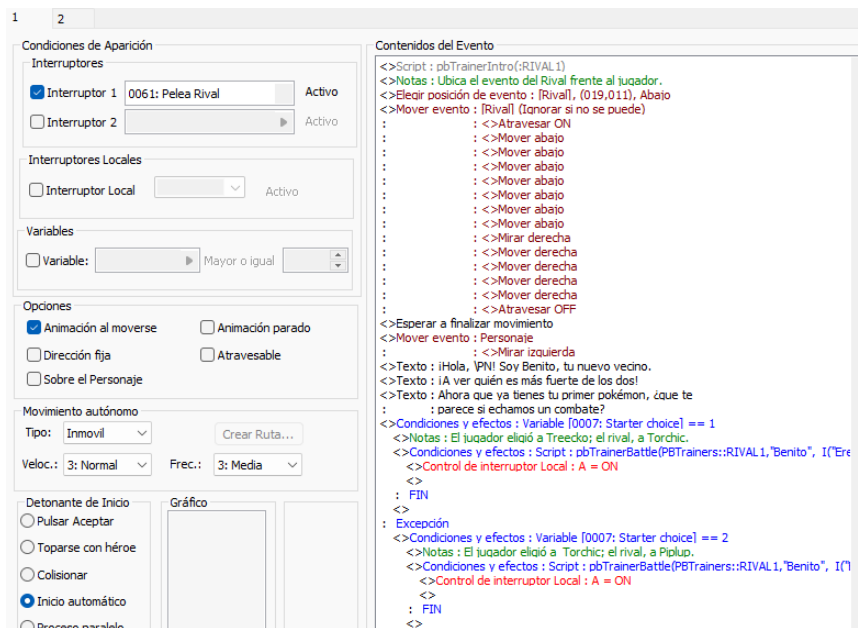 1
2
Condiciones de Aparición
Interruptores
Interruptor 1
0061: Pelea Rival
Activo
Interruptor 2
Activo
Interruptores Locales
Interruptor Local
Activo
Variables
Variable:
Mayor o igual
Opciones
Animación al moverse
Animación parado
Dirección fija
Atravesable
Sobre el Personaje
Movimiento autónomo
Tipo:
Inmovil
Crear Ruta...
Veloc.:
3: Normal
Frec.:
3: Media
Detonante de Inicio
Pulsar Aceptar
Toparse con héroe
Colisionar
Inicio automático
Proceso paralelo
Gráfico
Contenidos del Evento
<>Script : pbTrainerIntro(:RIVAL1)
<>Notas : Ubica el evento del Rival frente al jugador.
<>Elegir posición de evento : [Rival], (019,011), Abajo
<>Mover evento : [Rival] (Ignorar si no se puede)
: : <>Atravesar ON
: : <>Mover abajo
: : <>Mover abajo
: : <>Mover abajo
: : <>Mover abajo
: : <>Mover abajo
: : <>Mover abajo
: : <>Mover abajo
: : <>Mirar derecha
: : <>Mover derecha
: : <>Mover derecha
: : <>Mover derecha
: : <>Mover derecha
: : <>Atravesar OFF
<>Esperar a finalizar movimiento
<>Mover evento : Personaje
: : <>Mirar izquierda
<>Texto : ¡Hola, \PN! Soy Benito, tu nuevo vecino.
<>Texto : ¡A ver quién es más fuerte de los dos!
<>Texto : Ahora que ya tienes tu primer pokémon, ¿que te
: : parece si echamos un combate?
<>Condiciones y efectos : Variable [0007: Starter choice] == 1
<>Notas : El jugador eligió a Treecko; el rival, a Torchic.
<>Condiciones y efectos : Script : pbTrainerBattle(PBTrainers::RIVAL1,"Benito", I("Ere
<>Control de interruptor Local : A = ON
<>
: FIN
<>
: Excepción
<>Condiciones y efectos : Variable [0007: Starter choice] == 2
<>Notas : El jugador eligió a Torchic; el rival, a Piplup.
<>Condiciones y efectos : Script : pbTrainerBattle(PBTrainers::RIVAL1,"Benito",
<>Control de interruptor Local : A = ON
<>
: FIN
<>